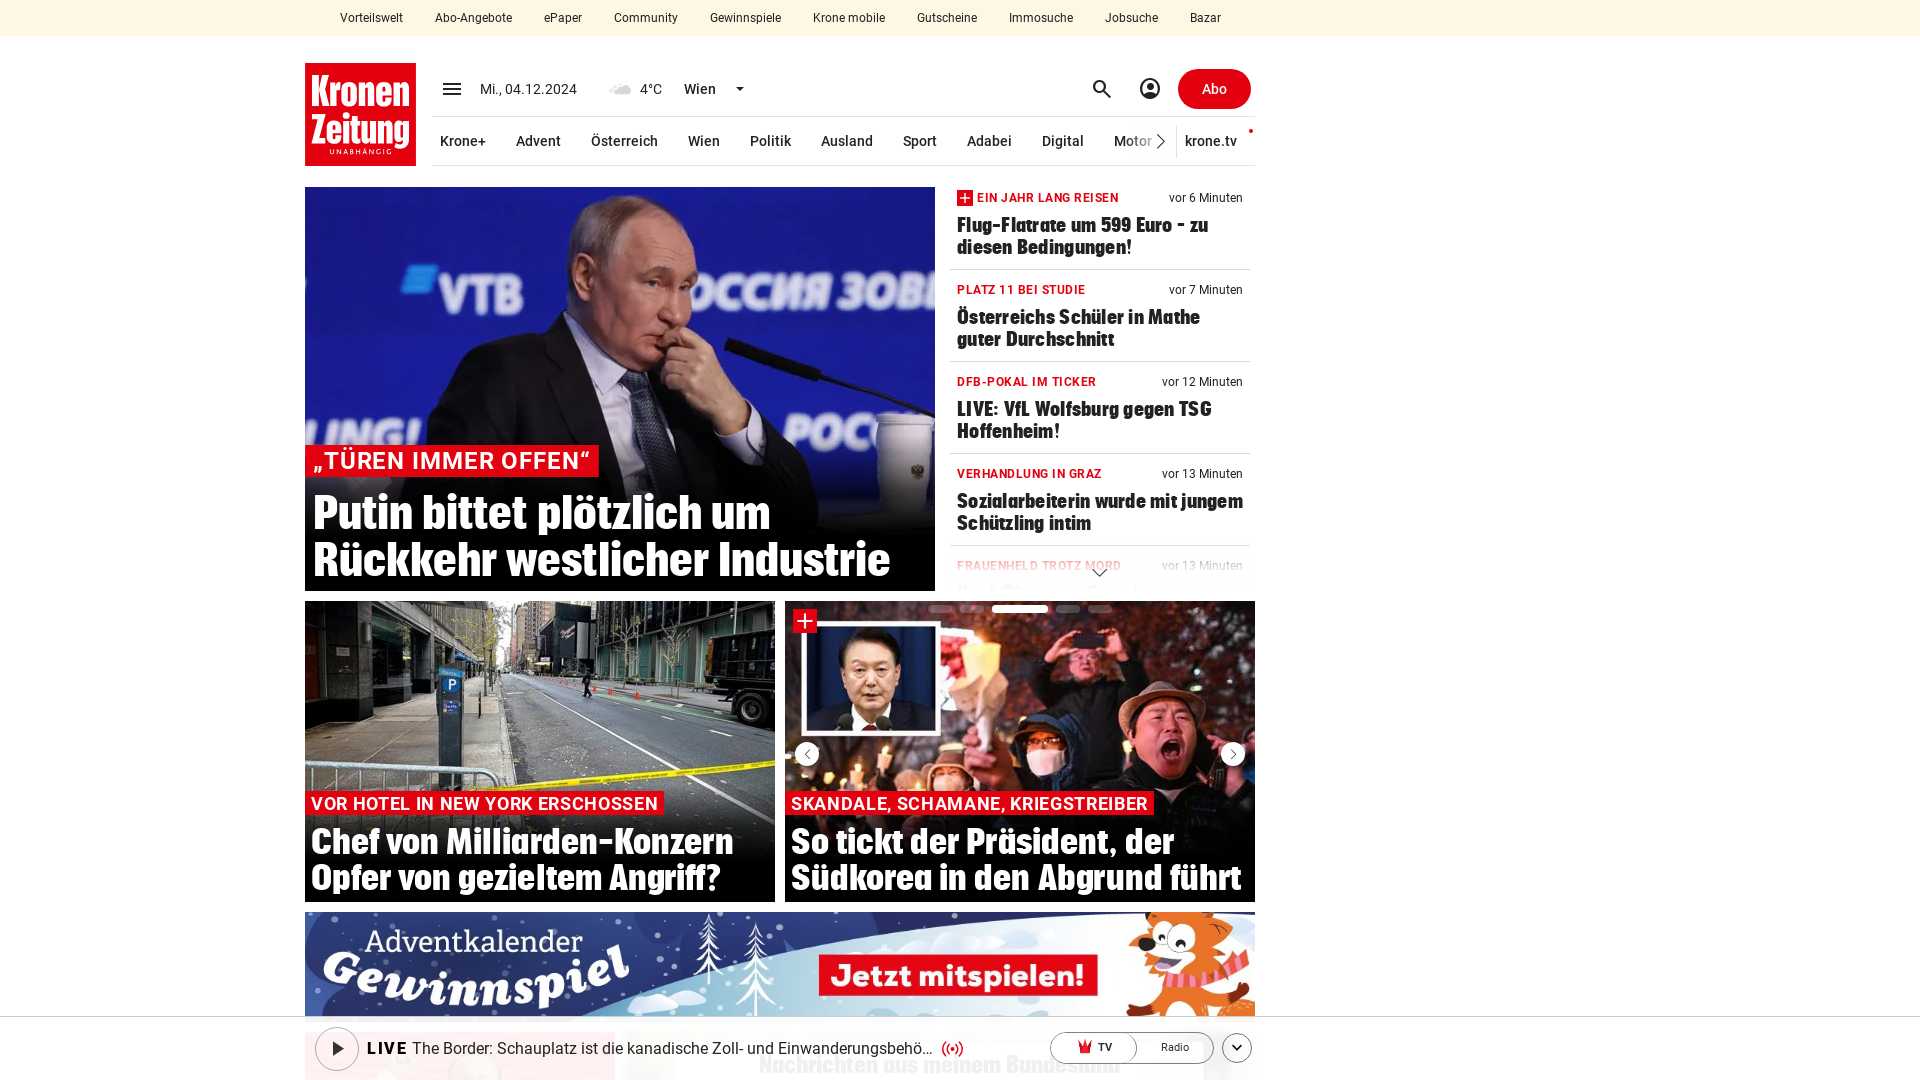 Vorteilswelt Abo-Angebote ePaper Community Gewinnspiele Krone mobile Gutscheine Immosuche Jobsuche Bazar
Kronen
Zeitung
UNABHÄNGIG
Mi., 04.12.2024 4°C Wien Abo
Krone+ Advent Österreich Wien Politik Ausland Sport Adabei Digital Motor krone.tv
VTB
РОССИЯ ЗОВЕ
LING!
РОС
„TÜREN IMMER OFFEN“
Putin bittet plötzlich um
Rückkehr westlicher Industrie
EIN JAHR LANG REISEN vor 6 Minuten
Flug-Flatrate um 599 Euro - zu
diesen Bedingungen!
PLATZ 11 BEI STUDIE vor 7 Minuten
Österreichs Schüler in Mathe
guter Durchschnitt
DFB-POKAL IM TICKER vor 12 Minuten
LIVE: VfL Wolfsburg gegen TSG
Hoffenheim!
VERHANDLUNG IN GRAZ vor 13 Minuten
Sozialarbeiterin wurde mit jungem
Schützling intim
FRAUENHELD TROTZ MORD vor 13 Minuten
P
VOR HOTEL IN NEW YORK ERSCHOSSEN
Chef von Milliarden-Konzern
Opfer von gezieltem Angriff?
SKANDALE, SCHAMANE, KRIEGSTREIBER
So tickt der Präsident, der
Südkorea in den Abgrund führt
Adventkalender
Gewinnspiel
Jetzt mitspielen!
LIVE The Border: Schauplatz ist die kanadische Zoll- und Einwanderungsbehö… TV Radio
Nachrichten aus meinem Bundesland